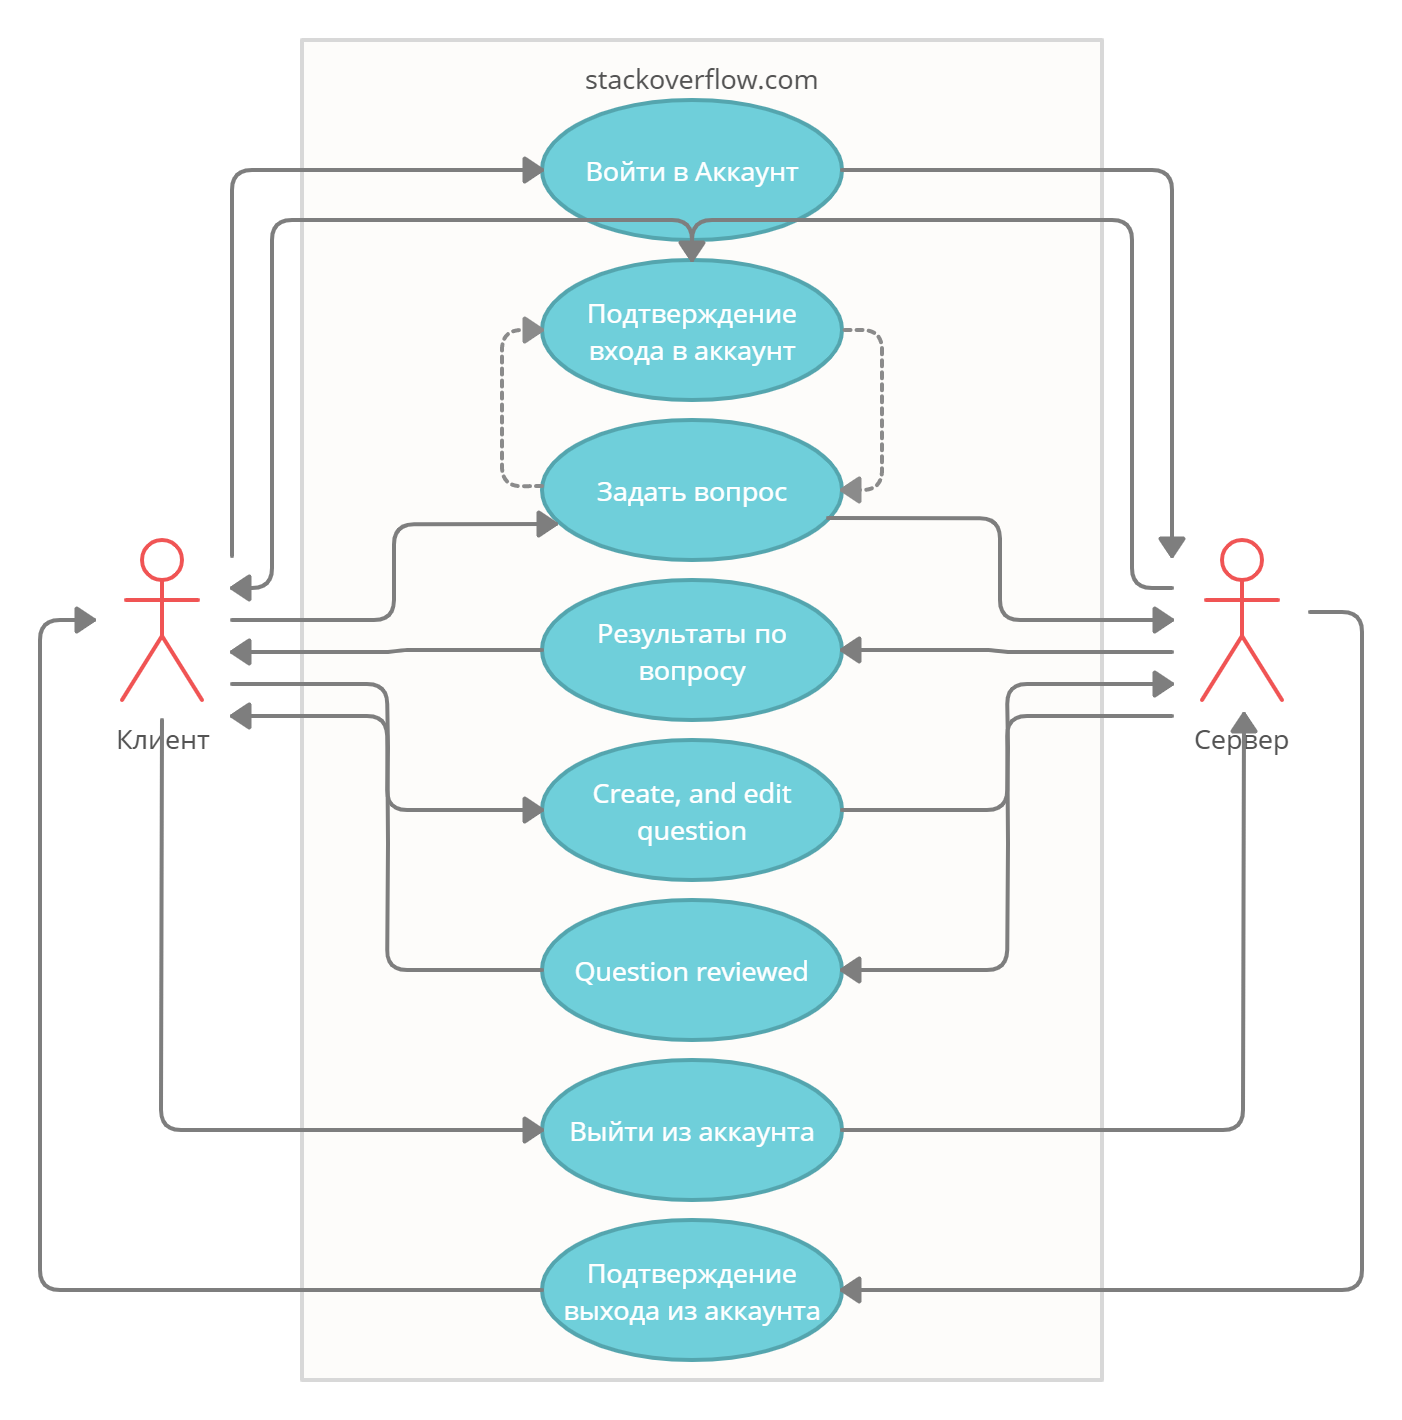 stackoverflow.com
Войти в Аккаунт
Подтверждение
входа в аккаунт
Задать вопрос
Результаты по
вопросу
Клиент
Сервер
Create, and edit
question
Question reviewed
Выйти из аккаунта
Подтверждение
выхода из аккаунта